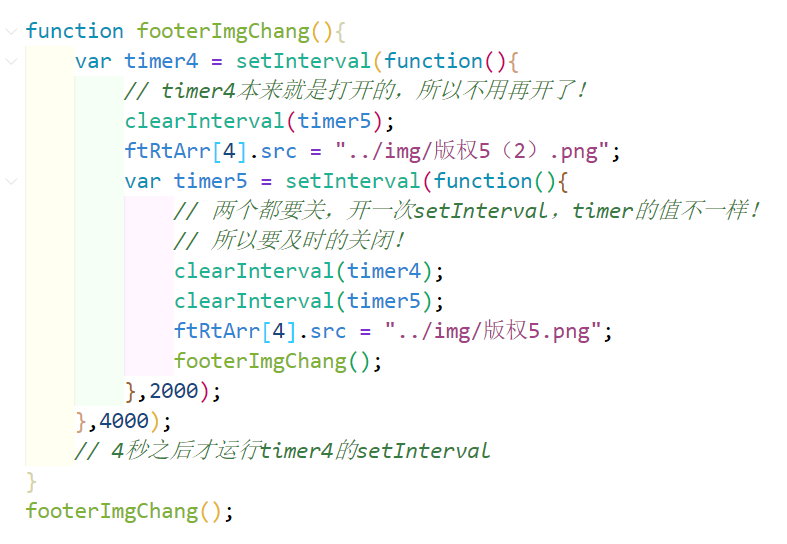 function footerImgChang(){
    var timer4 = setInterval(function(){
        // timer4本来就是打开的，所以不用再开了！
        clearInterval(timer5);
        ftRtArr[4].src = "../img/版权5（2）.png";
        var timer5 = setInterval(function(){
            // 两个都要关，开一次setInterval，timer的值不一样！
            // 所以要及时的关闭！
            clearInterval(timer4);
            clearInterval(timer5);
            ftRtArr[4].src = "../img/版权5.png";
            footerImgChang();
        },2000);
    },4000);
    // 4秒之后才运行timer4的setInterval
}
footerImgChang();